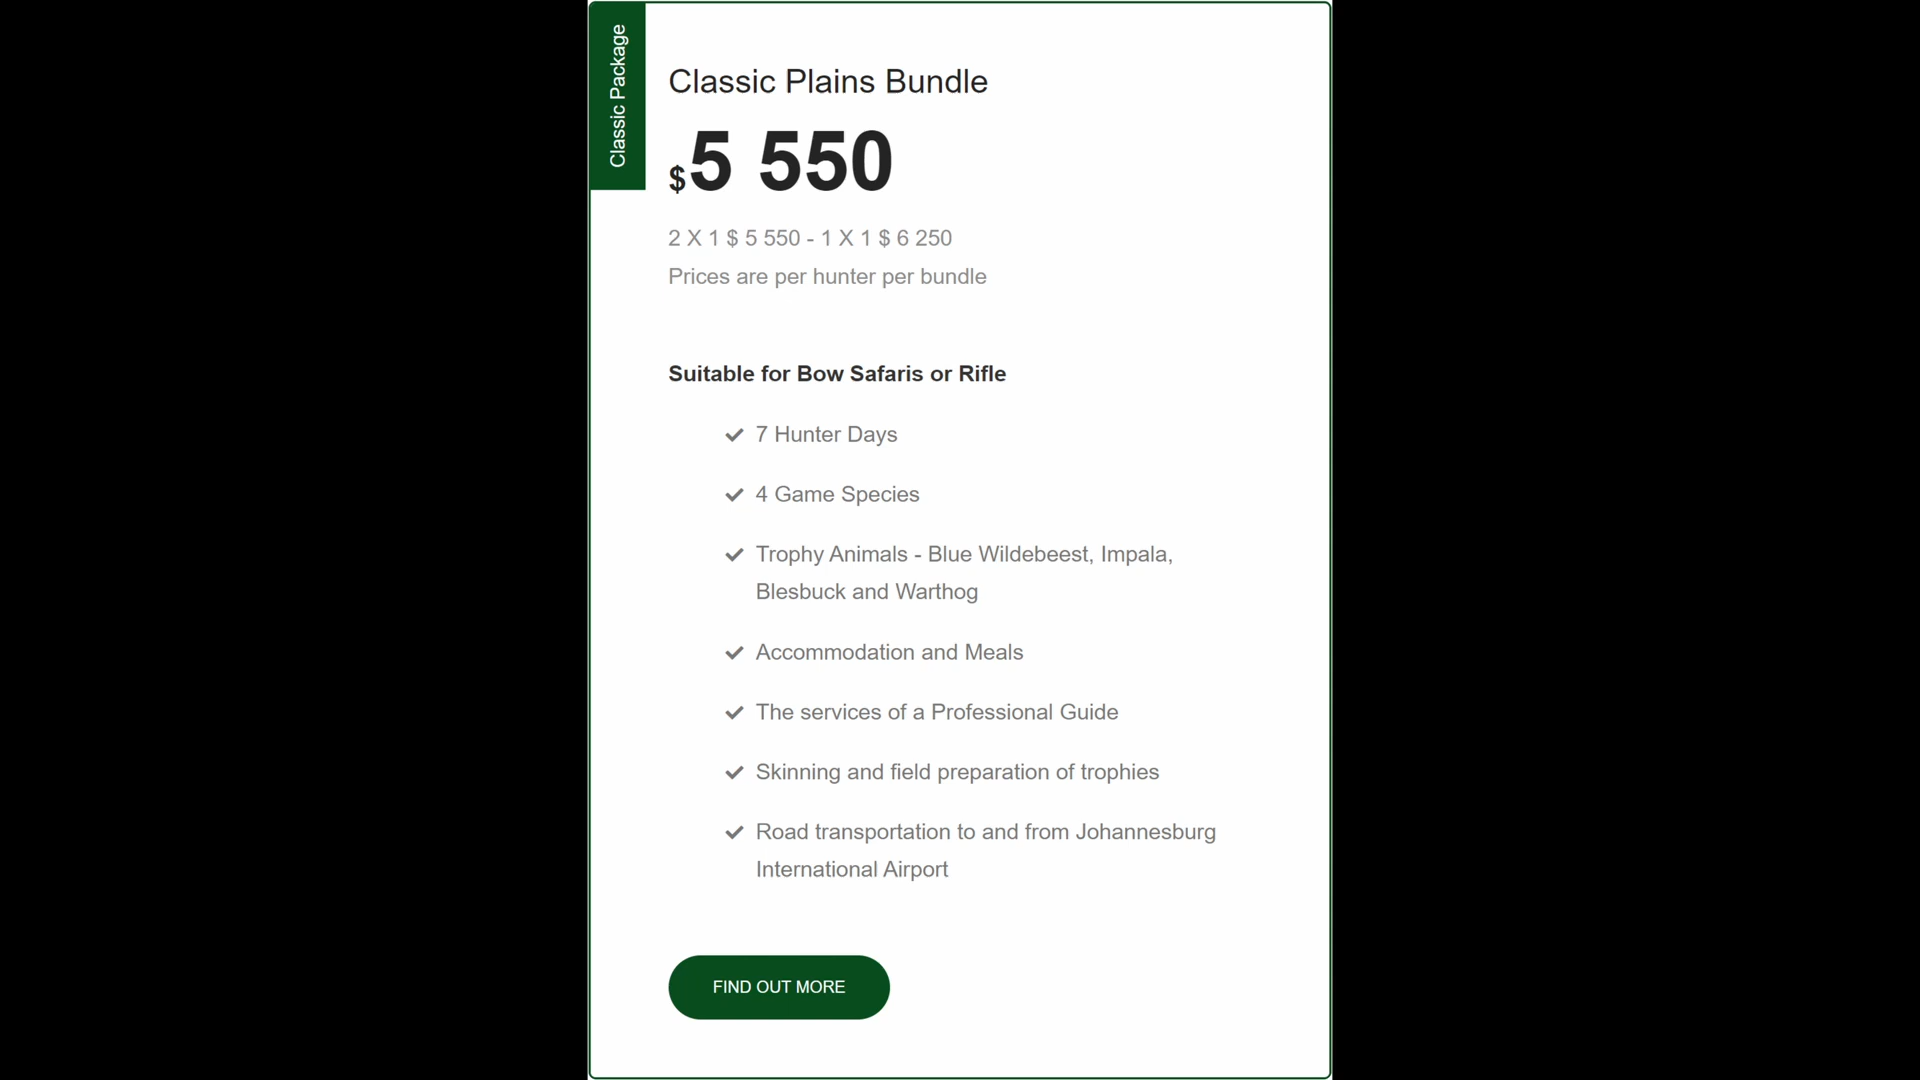 Classic Package
Classic Plains Bundle
$5 550
2 X 1 $ 5 550 - 1 X 1 $ 6 250
Prices are per hunter per bundle
Suitable for Bow Safaris or Rifle
7 Hunter Days
4 Game Species
Trophy Animals - Blue Wildebeest, Impala,
Blesbuck and Warthog
Accommodation and Meals
The services of a Professional Guide
Skinning and field preparation of trophies
Road transportation to and from Johannesburg
International Airport
FIND OUT MORE